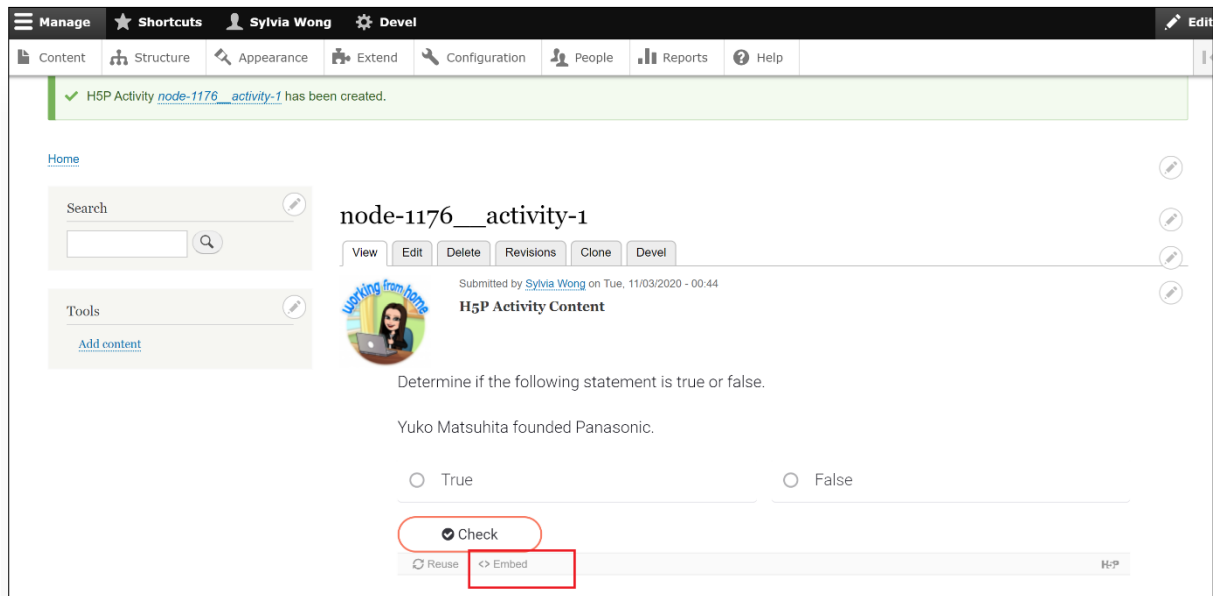 Manage Shortcuts Sylvia Wong Devel Edit
Content Structure Appearance Extend Configuration People Reports Help
H5P Activity node-1176__activity-1 has been created.
Home
Search
Tools
Add content
node-1176__activity-1
View Edit Delete Revisions Clone Devel
working from home
Submitted by Sylvia Wong on Tue, 11/03/2020 - 00:44
H5P Activity Content
Determine if the following statement is true or false.
Yuko Matsuhita founded Panasonic.
True False
Check
Reuse <> Embed H5P